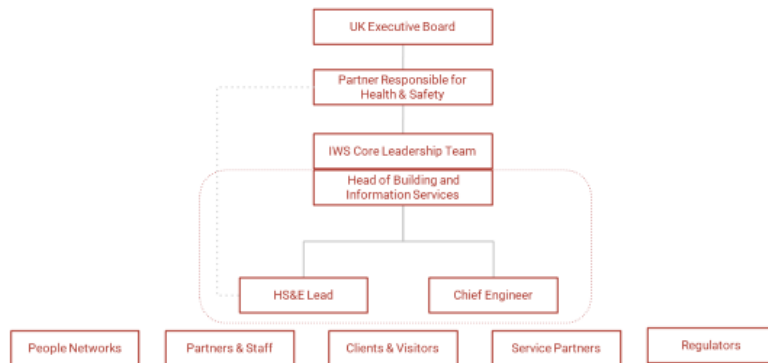 UK Executive Board
Partner Responsible for
Health & Safety
IWS Core Leadership Team
Head of Building and
Information Services
HS&E Lead
Chief Engineer
People Networks
Partners & Staff
Clients & Visitors
Service Partners
Regulators